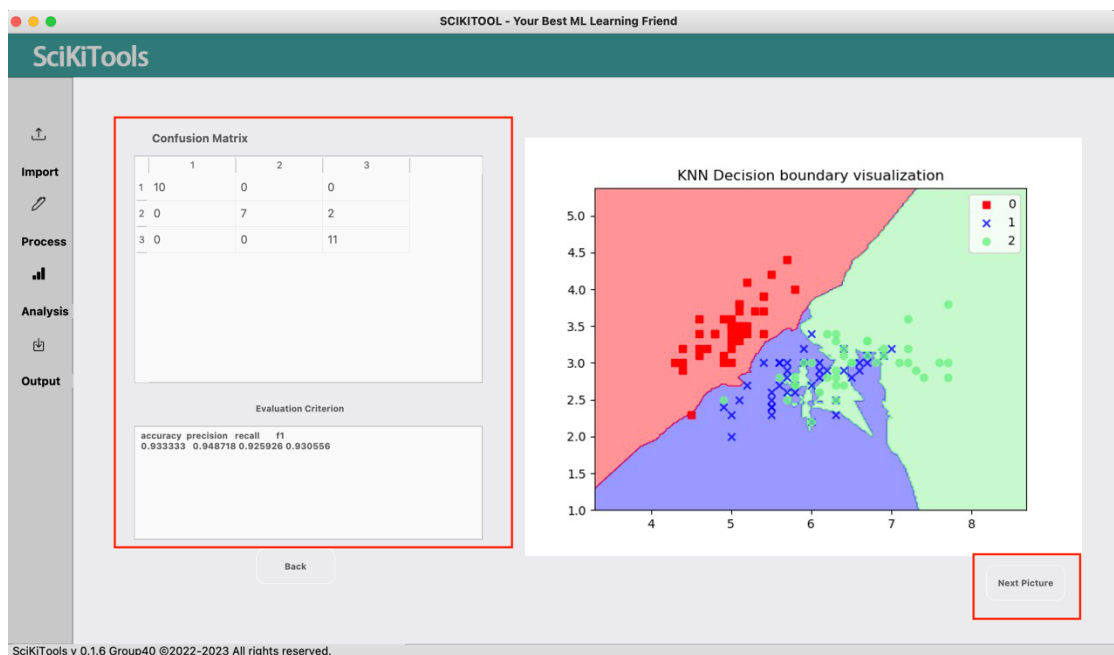 SCIKITOOL - Your Best ML Learning Friend
SciKiTools
Import
Process
Analysis
Output
Confusion Matrix
1 2 3
1 10 0 0
2 0 7 2
3 0 0 11
Evaluation Criterion
accuracy precision recall f1
0.933333 0.948718 0.925926 0.930556
Back
KNN Decision boundary visualization
0
1
2
5.0
4.5
4.0
3.5
3.0
2.5
2.0
1.5
1.0
4 5 6 7 8
Next Picture
SciKiTools v 0.1.6 Group40 ©2022-2023 All rights reserved.